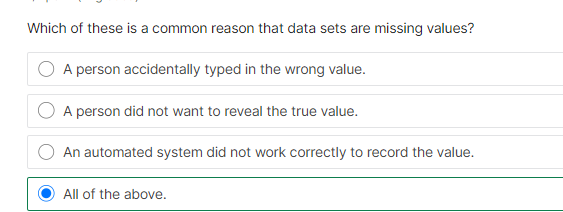 Which of these is a common reason that data sets are missing values?
A person accidentally typed in the wrong value.
A person did not want to reveal the true value.
An automated system did not work correctly to record the value.
All of the above.